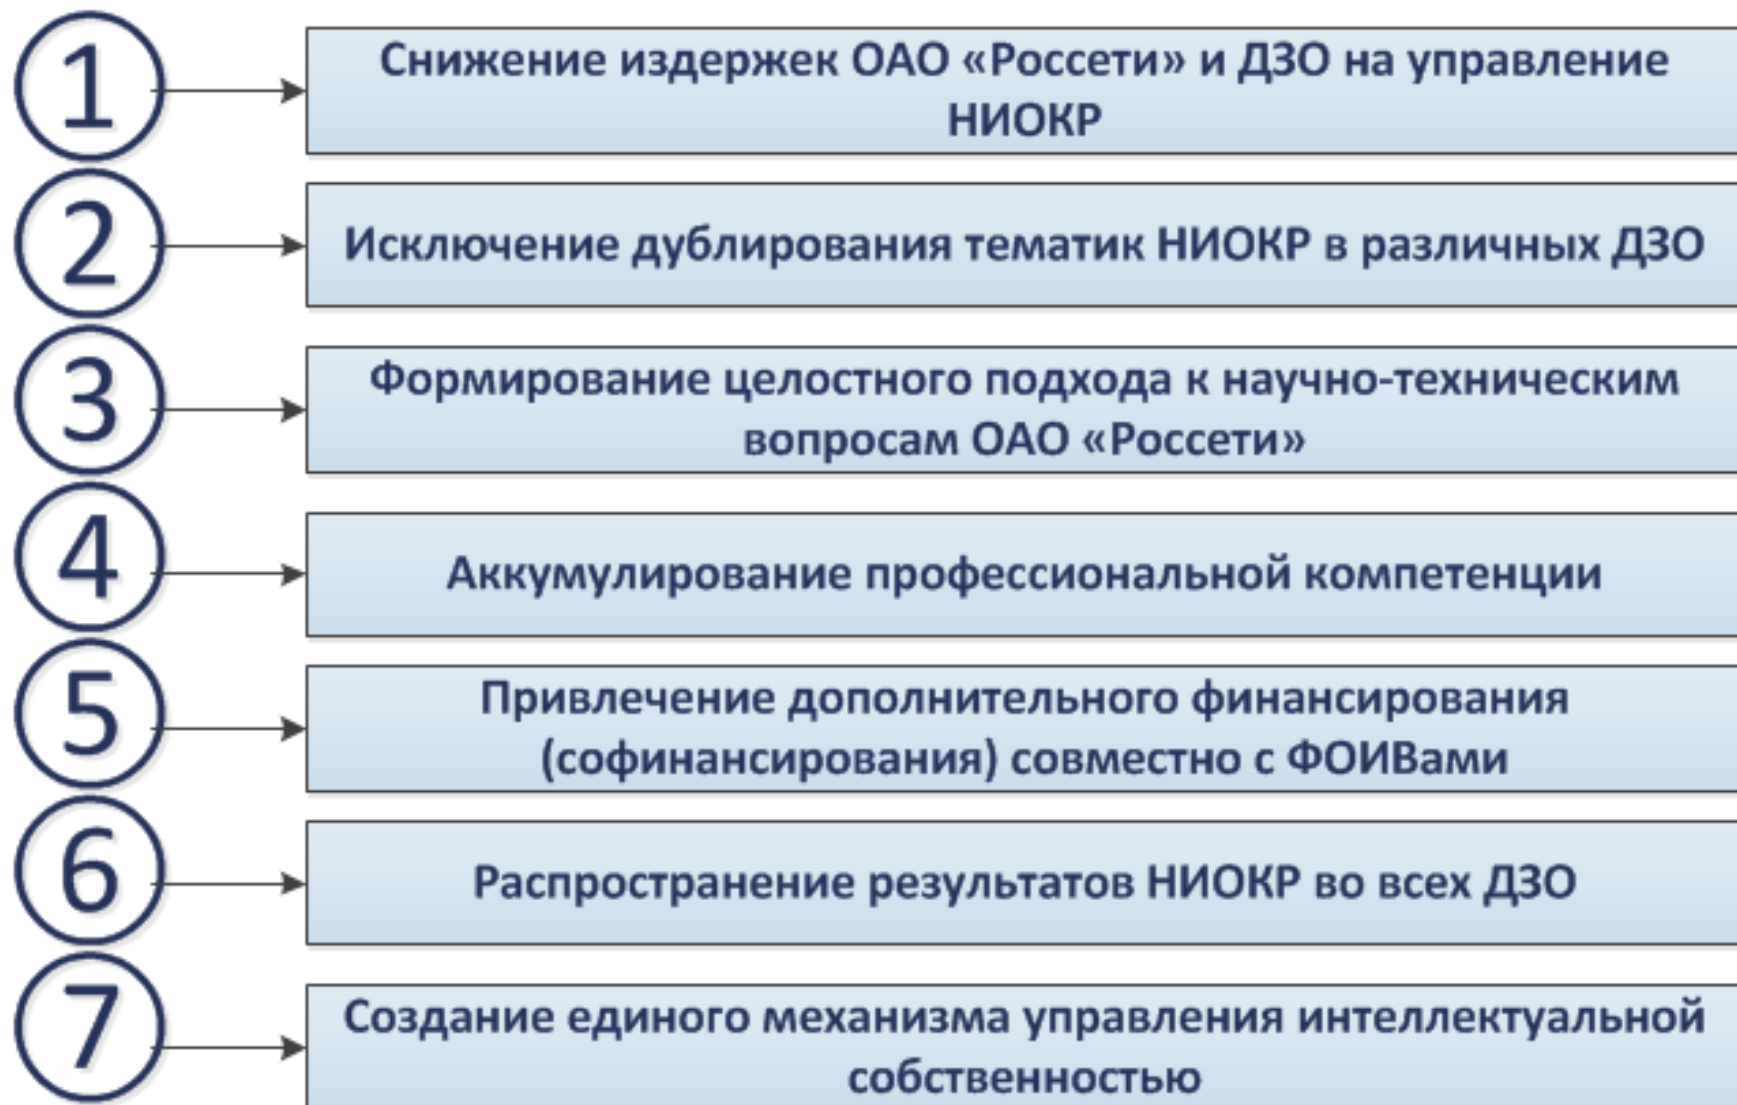 1
Снижение издержек ОАО «Россети» и ДЗО на управление
НИОКР
2
Исключение дублирования тематик НИОКР в различных ДЗО
3
Формирование целостного подхода к научно-техническим
вопросам ОАО «Россети»
4
Аккумулирование профессиональной компетенции
5
Привлечение дополнительного финансирования
(софинансирования) совместно с ФОИВами
6
Распространение результатов НИОКР во всех ДЗО
7
Создание единого механизма управления интеллектуальной
собственностью